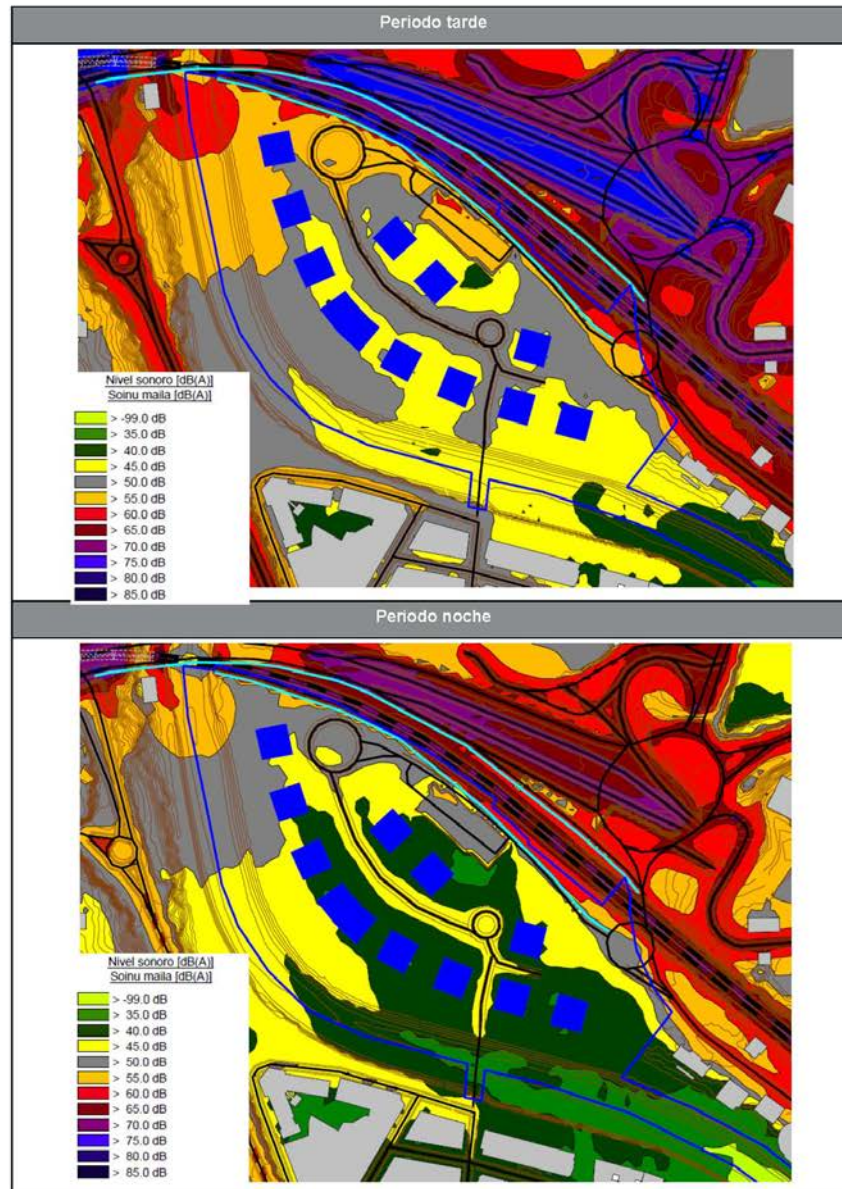 Periodo tarde
Nivel sonoro [dB(A)]
Soinu maila [dB(A)]
> -99.0 dB
> 35.0 dB
> 40.0 dB
> 45.0 dB
> 50.0 dB
> 55.0 dB
> 60.0 dB
> 65.0 dB
> 70.0 dB
> 75.0 dB
> 80.0 dB
> 85.0 dB
Periodo noche
Nivel sonoro [dB(A)]
Soinu maila [dB(A)]
> -99.0 dB
> 35.0 dB
> 40.0 dB
> 45.0 dB
> 50.0 dB
> 55.0 dB
> 60.0 dB
> 65.0 dB
> 70.0 dB
> 75.0 dB
> 80.0 dB
> 85.0 dB